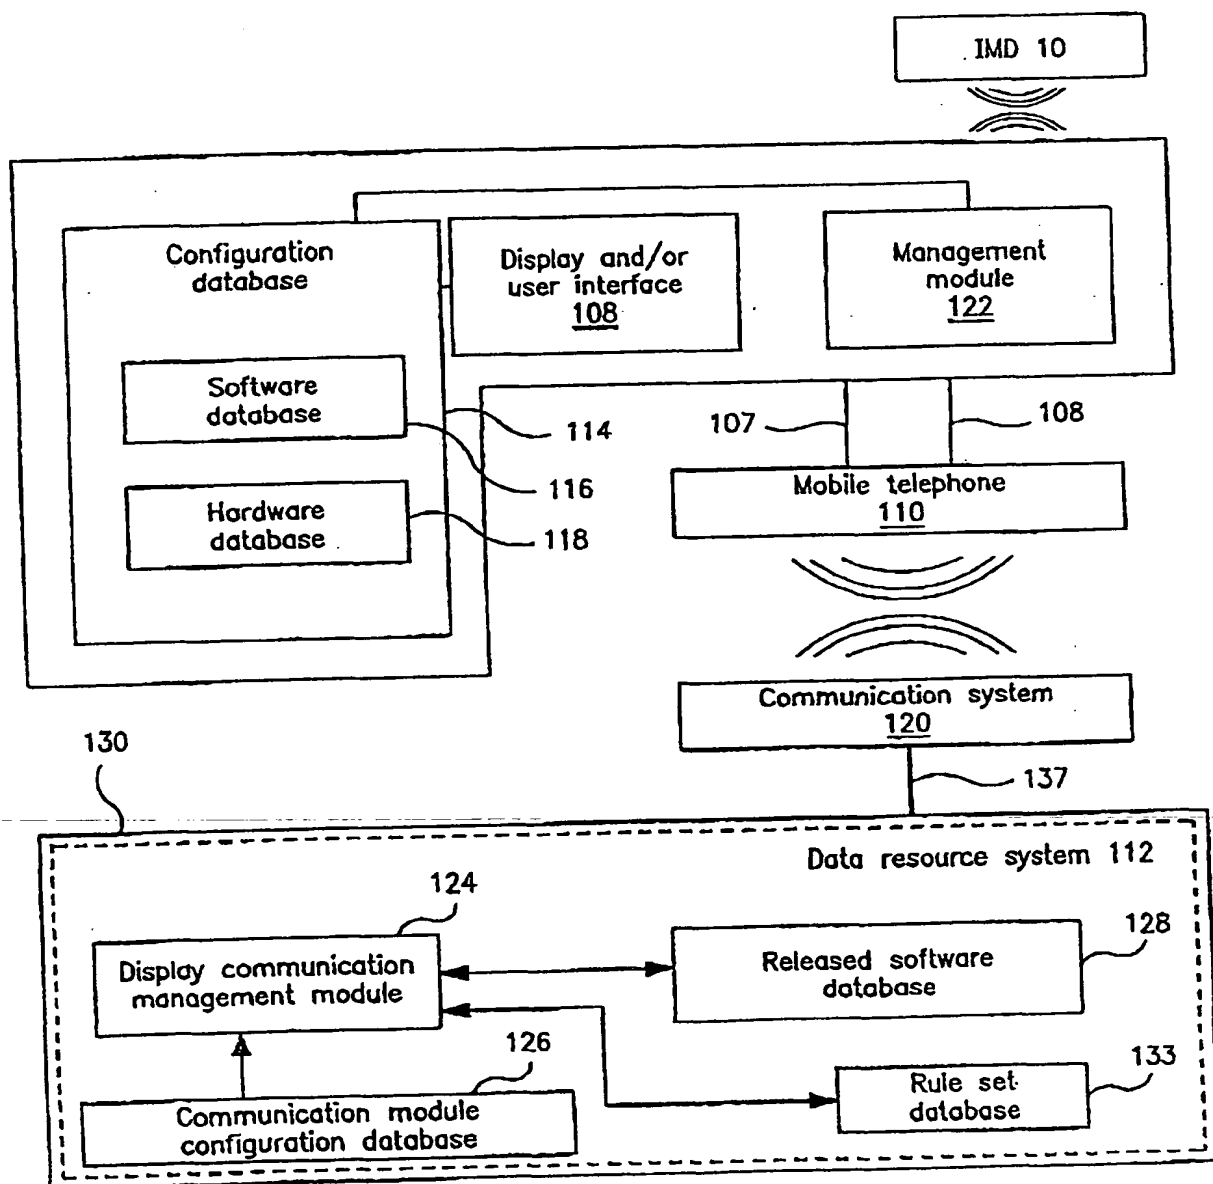 IMD 10
Configuration
database
Display and/or
user interface
108
Management
module
122
Software
database
Hardware
database
114
116
118
107
108
Mobile telephone
110
Communication system
120
137
130
Data resource system 112
124
Display communication
management module
128
Released software
database
126
Communication module
configuration database
133
Rule set
database